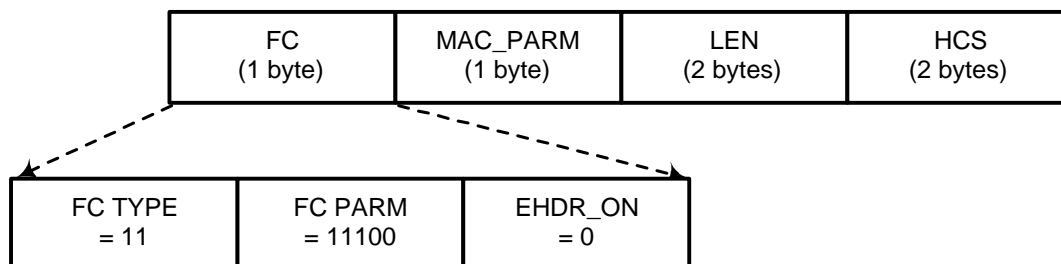 FC
(1 byte)
MAC_PARM
(1 byte)
LEN
(2 bytes)
HCS
(2 bytes)
FC TYPE
= 11
FC PARM
= 11100
EHDR_ON
= 0